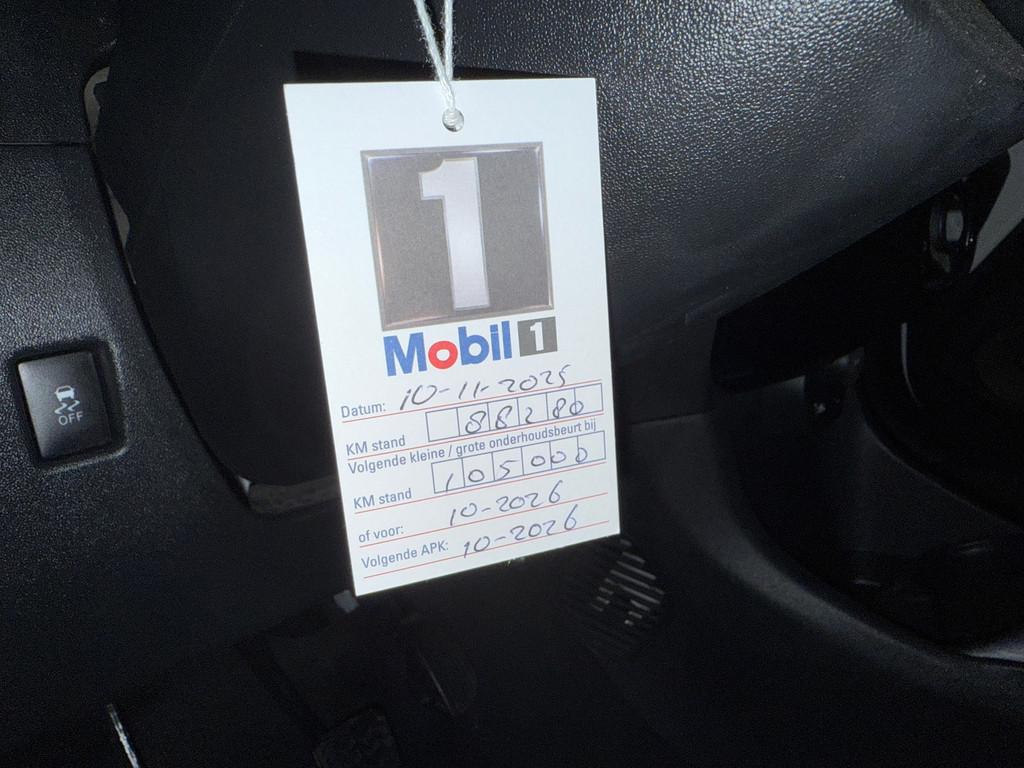 1
Mobil 1
Datum: 10-11-2025
KM stand 88280
Volgende kleine / grote onderhoudsbeurt bij
KM stand 105000
of voor: 10-2026
Volgende APK: 10-2026
OFF